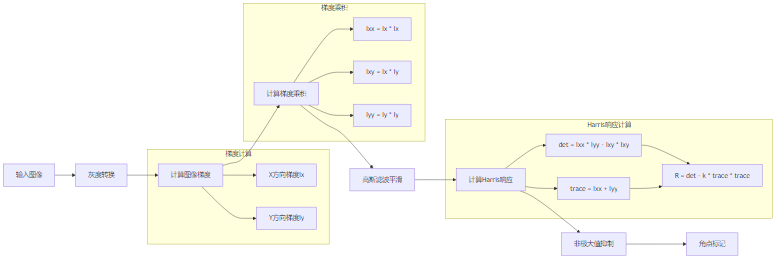 梯度乘积
Ixx = Ix * Ix
Ixy = Ix * Iy
Iyy = Iy * Iy
计算梯度乘积
梯度计算
输入图像
灰度转换
计算图像梯度
X方向梯度Ix
Y方向梯度Iy
高斯滤波平滑
Harris响应计算
计算Harris响应
det = Ixx * Iyy - Ixy * Ixy
trace = Ixx + Iyy
R = det - k * trace * trace
非极大值抑制
角点标记